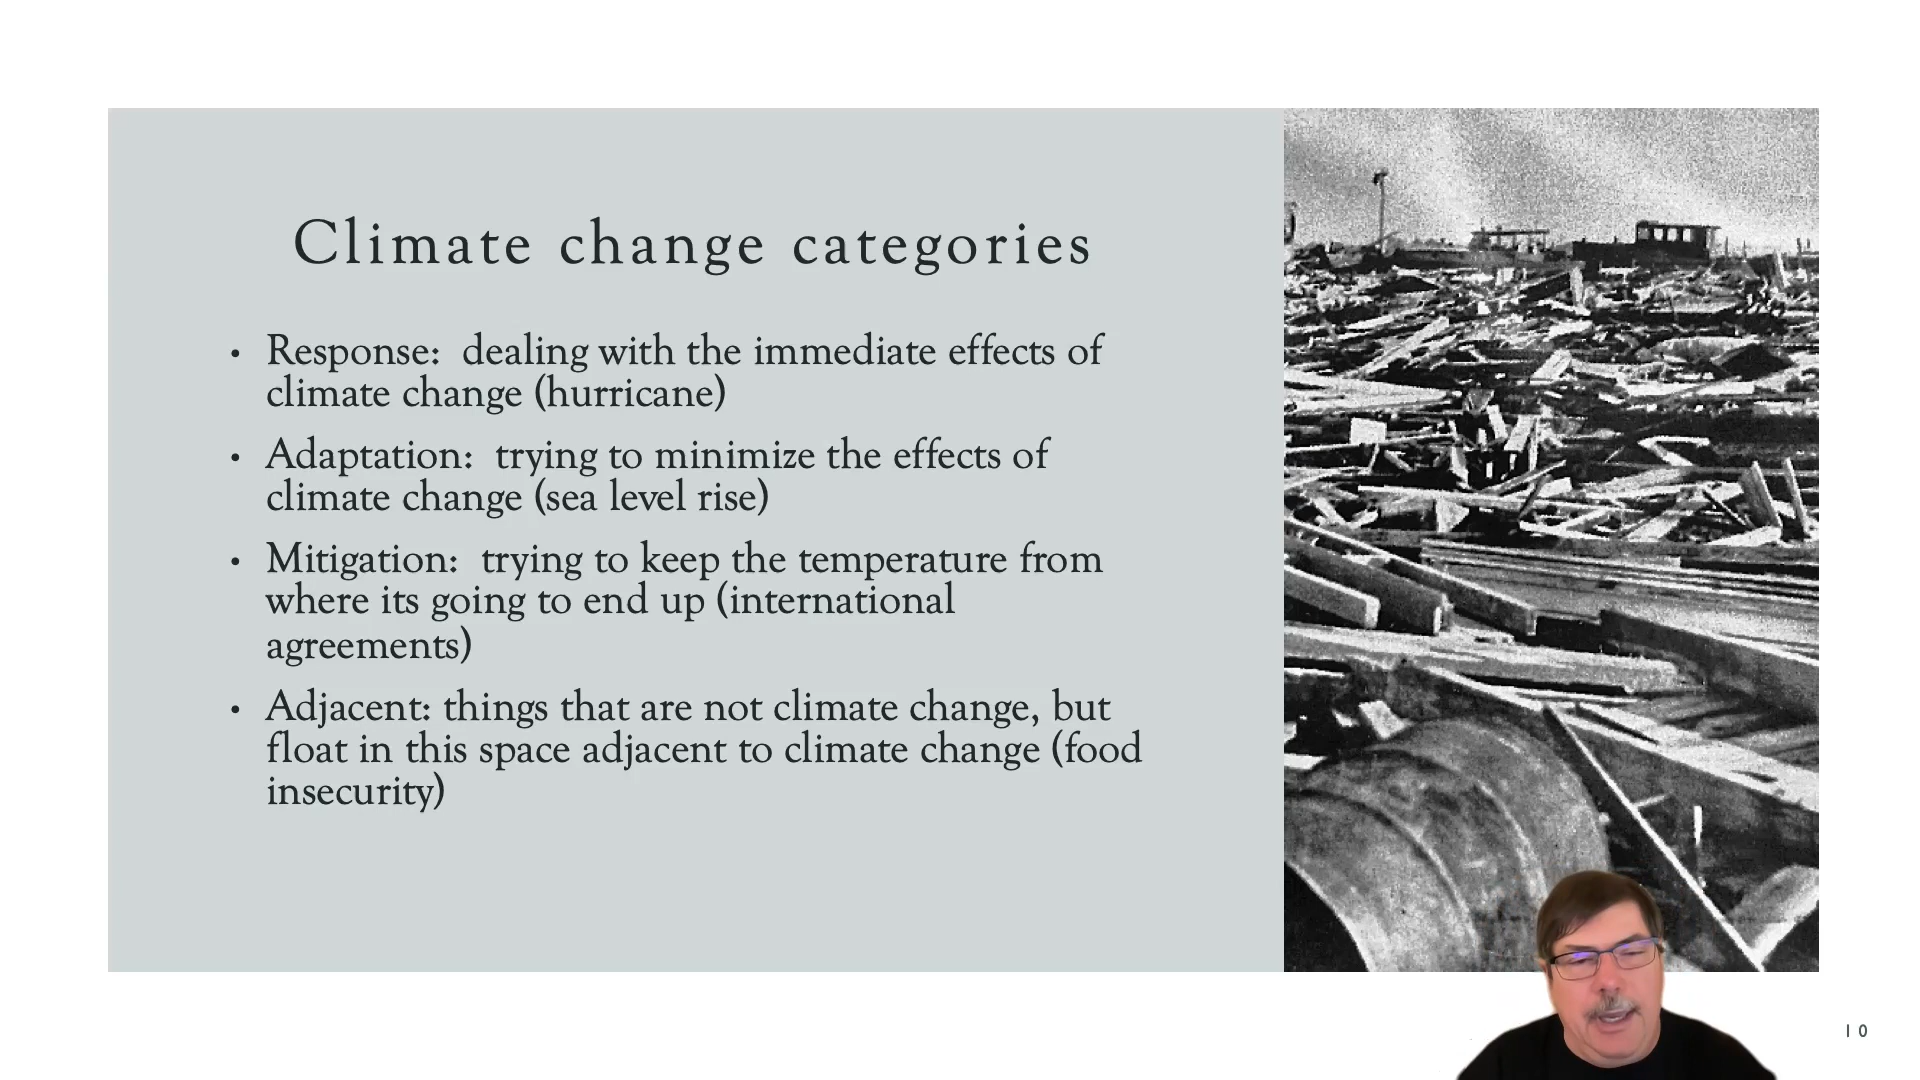 Climate change categories
• Response:  dealing with the immediate effects of
climate change (hurricane)
• Adaptation:  trying to minimize the effects of
climate change (sea level rise)
• Mitigation:  trying to keep the temperature from
where its going to end up (international
agreements)
• Adjacent: things that are not climate change, but
float in this space adjacent to climate change (food
insecurity)
10